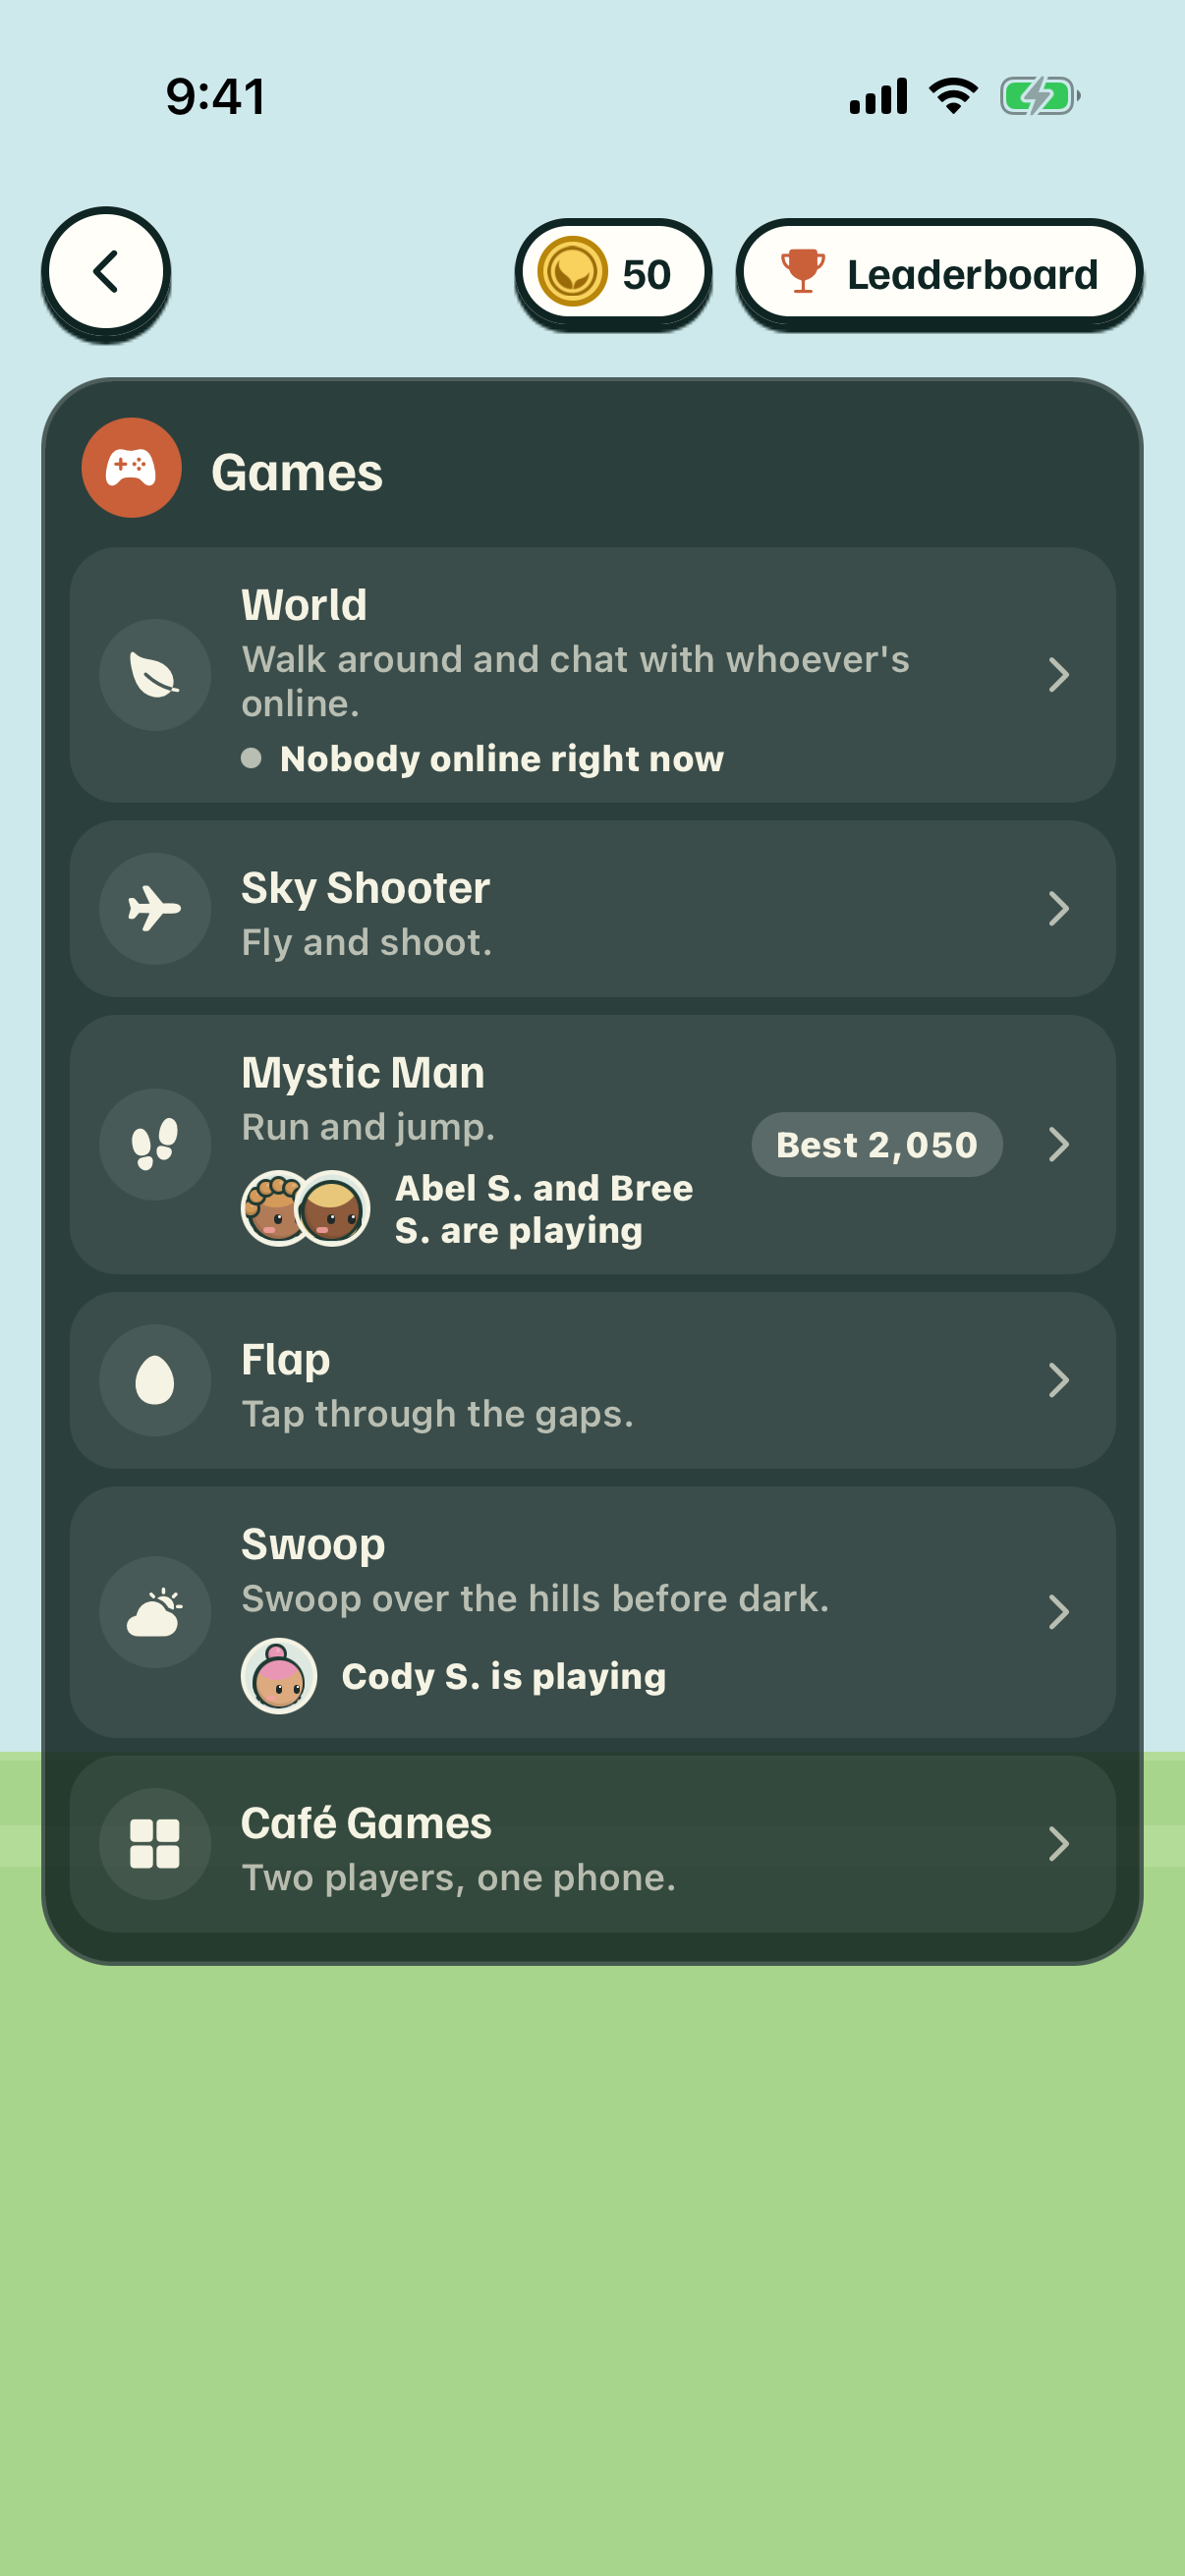 9:41
50
Leaderboard
Games
World
Walk around and chat with whoever's
online.
Nobody online right now
Sky Shooter
Fly and shoot.
Mystic Man
Run and jump.
Best 2,050
Abel S. and Bree
S. are playing
Flap
Tap through the gaps.
Swoop
Swoop over the hills before dark.
Cody S. is playing
Café Games
Two players, one phone.